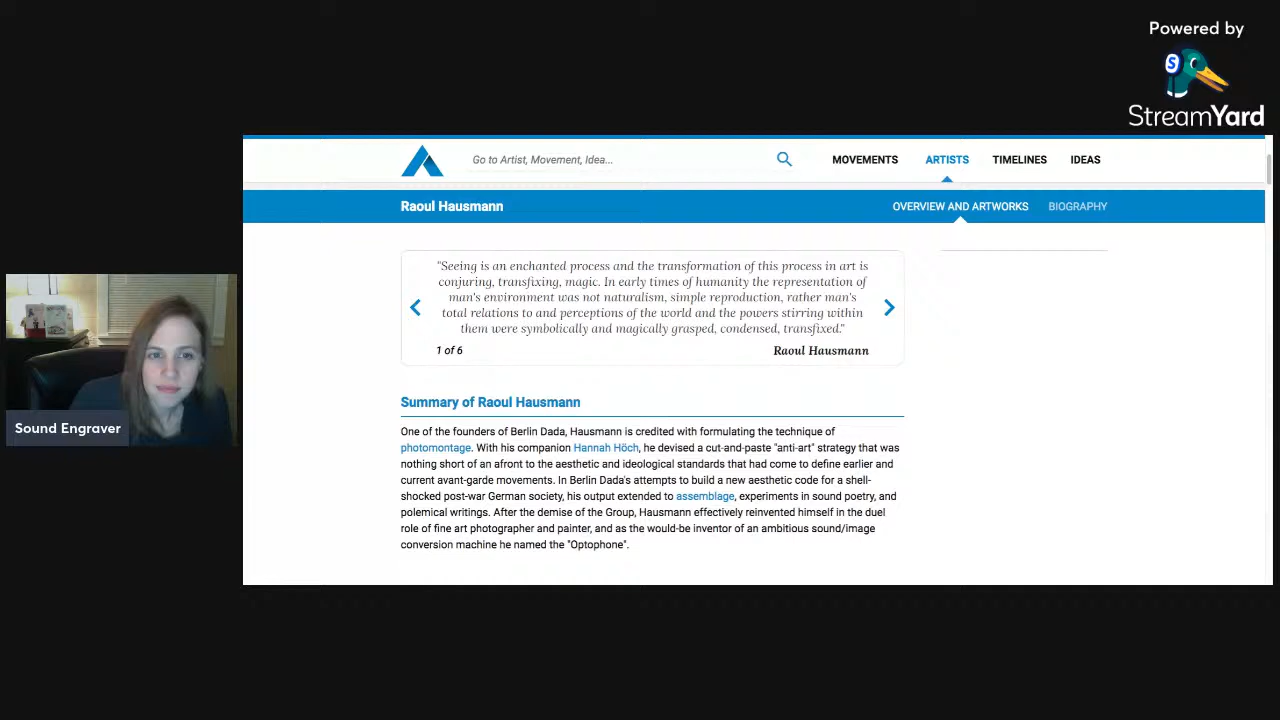 Powered by
StreamYard
Go to Artist, Movement, Idea...
MOVEMENTS
ARTISTS
TIMELINES
IDEAS
Raoul Hausmann
OVERVIEW AND ARTWORKS
BIOGRAPHY
"Seeing is an enchanted process and the transformation of this process in art is
conjuring, transfixing, magic. In early times of humanity the representation of
man's environment was not naturalism, simple reproduction, rather man's
total relations to and perceptions of the world and the powers stirring within
them were symbolically and magically grasped, condensed, transfixed."
1 of 6
Raoul Hausmann
Summary of Raoul Hausmann
One of the founders of Berlin Dada, Hausmann is credited with formulating the technique of
photomontage. With his companion Hannah Höch, he devised a cut-and-paste "anti-art" strategy that was
nothing short of an afront to the aesthetic and ideological standards that had come to define earlier and
current avant-garde movements. In Berlin Dada's attempts to build a new aesthetic code for a shell-
shocked post-war German society, his output extended to assemblage, experiments in sound poetry, and
polemical writings. After the demise of the Group, Hausmann effectively reinvented himself in the duel
role of fine art photographer and painter, and as the would-be inventor of an ambitious sound/image
conversion machine he named the "Optophone".
Sound Engraver